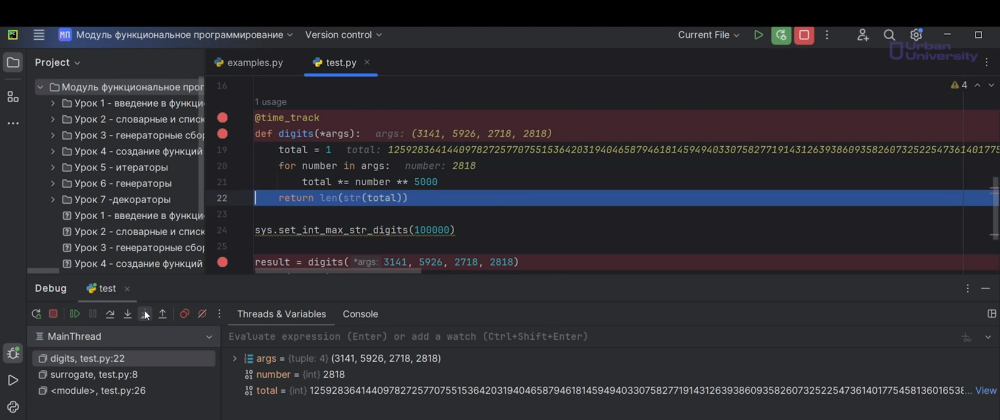 PC
МП Модуль функциональное программирование Version control Current File
Urban University
Project
examples.py test.py
Модуль функциональное прог
Урок 1 - введение в функци
Урок 2 - словарные и списк
Урок 3 - генераторные сбор
Урок 4 - создание функций
Урок 5 - итераторы
Урок 6 - генераторы
Урок 7 -декораторы
Урок 1 - введение в функци
Урок 2 - словарные и списк
Урок 3 - генераторные сбор
Урок 4 - создание функций
16 4
1 usage
@time_track
def digits(*args): args: (3141, 5926, 2718, 2818)
19 total = 1 total: 
20 for number in args: number: 2818
21 total *= number ** 5000
22 return len(str(total))
23
24 sys.set_int_max_str_digits(100000)
25
result = digits( *args: 3141, 5926, 2718, 2818)
Debug test
Threads & Variables Console
MainThread
digits, test.py:22
surrogate, test.py:8
<module>, test.py:26
Evaluate expression (Enter) or add a watch (Ctrl+Shift+Enter)
args = {tuple: 4} (3141, 5926, 2718, 2818)
number = {int} 2818
total = {int} ... View